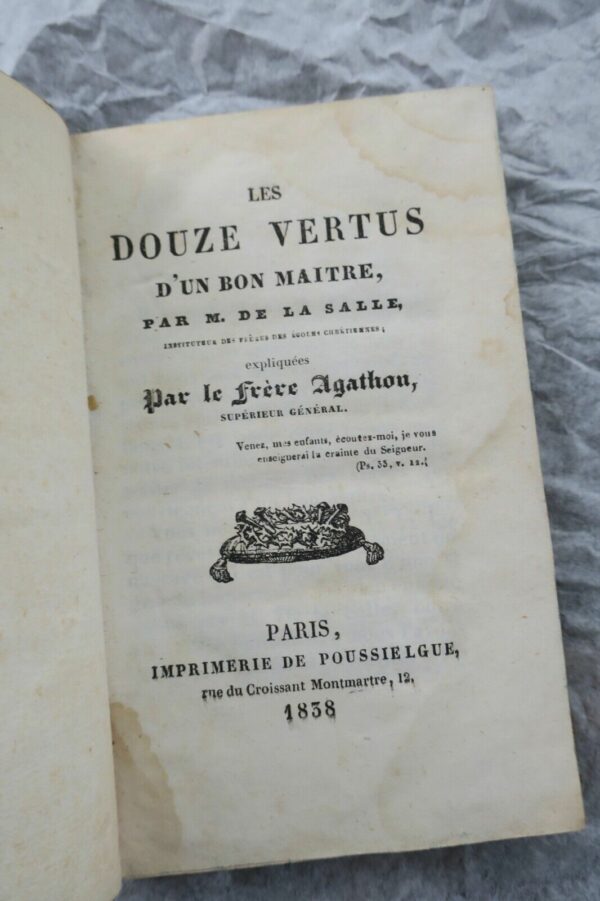 LES
DOUZE VERTUS
D'UN BON MAITRE,
PAR M. DE LA SALLE,
INSTITUTEUR DES FRÈRES DES ÉCOLES CHRÉTIENNES;
expliquées
Par le Frère Agathon,
SUPÉRIEUR GÉNÉRAL.
Venez, mes enfants, écoutez-moi, je vous
enseignerai la crainte du Seigneur.
(Ps. 33, v. 12.)
PARIS,
IMPRIMERIE DE POUSSIELGUE,
rue du Croissant Montmartre, 12.
1838